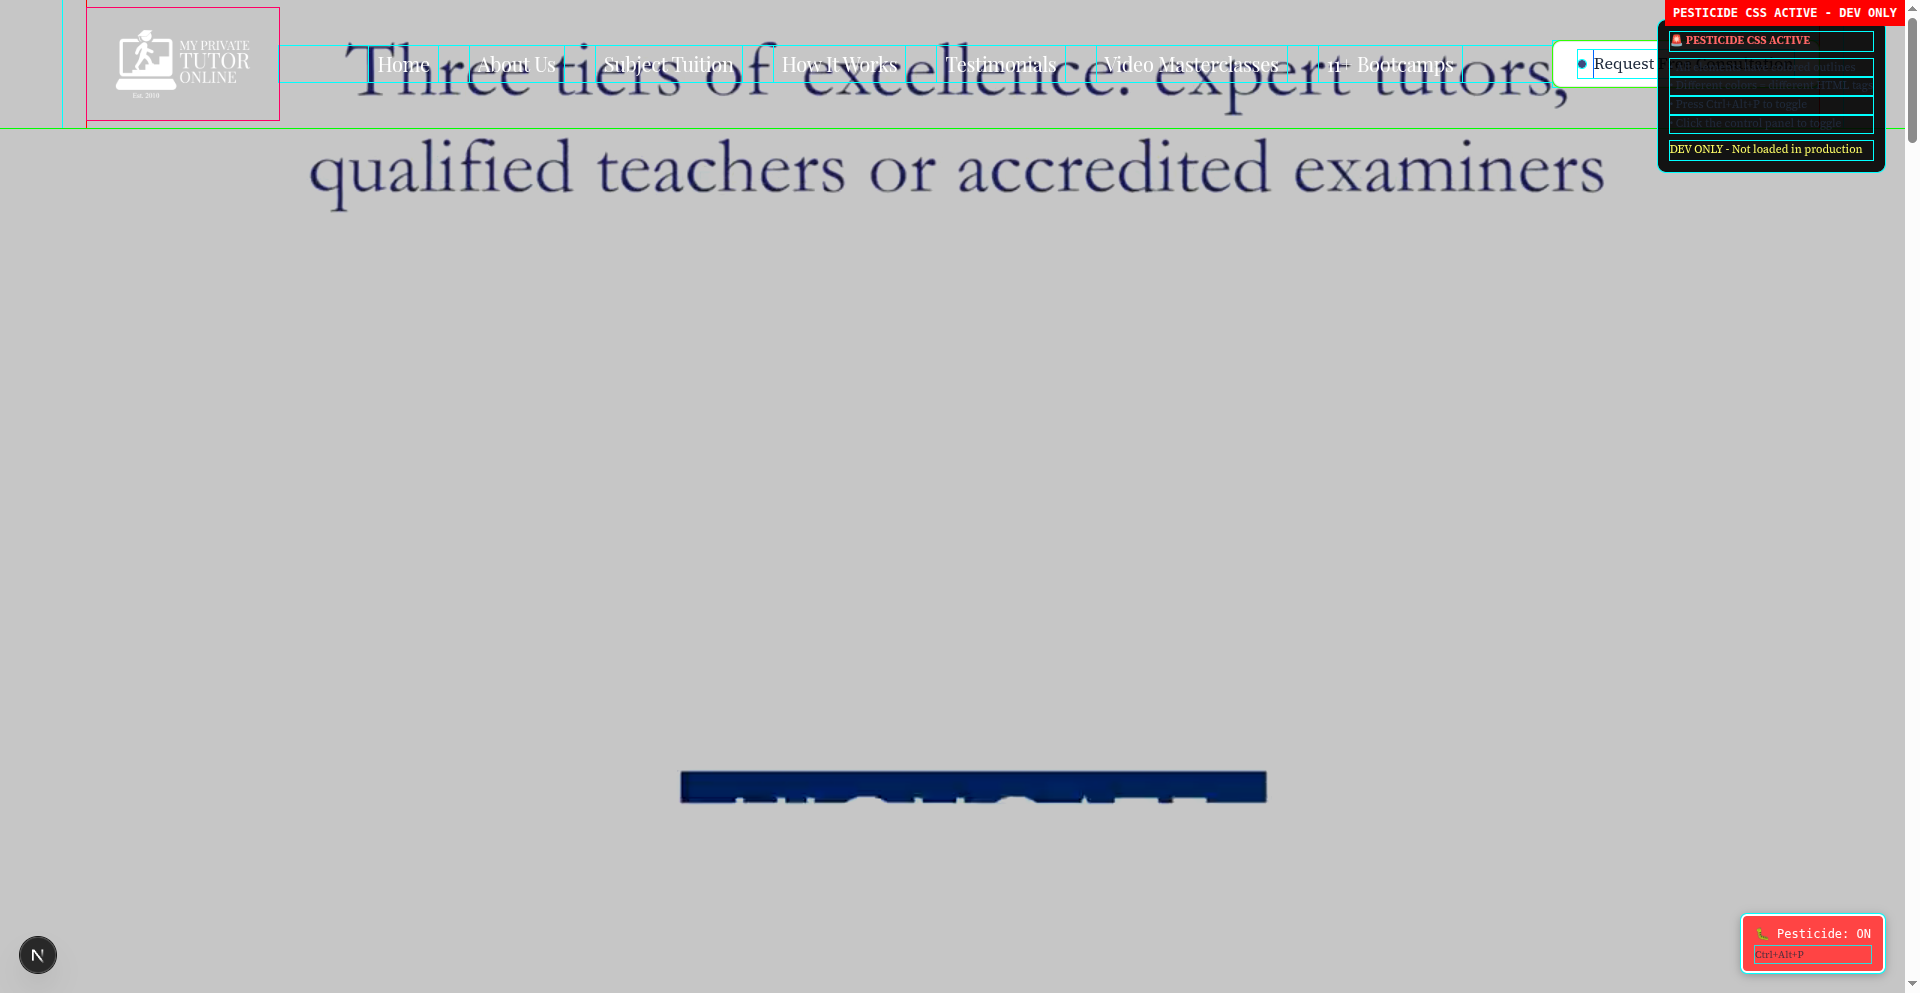 PESTICIDE CSS ACTIVE - DEV ONLY
🚨 PESTICIDE CSS ACTIVE
• Different colors = different HTML tags
• Press Ctrl+Alt+P to toggle
• Click the control panel to toggle
DEV ONLY - Not loaded in production
MY PRIVATE
TUTOR
ONLINE
Est. 2010
Home
About Us
Subject Tuition
How It Works
Testimonials
Video Masterclasses
11+ Bootcamps
Request
Three tiers of excellence: expert tutors,
qualified teachers or accredited examiners
🐛 Pesticide: ON
Ctrl+Alt+P
N